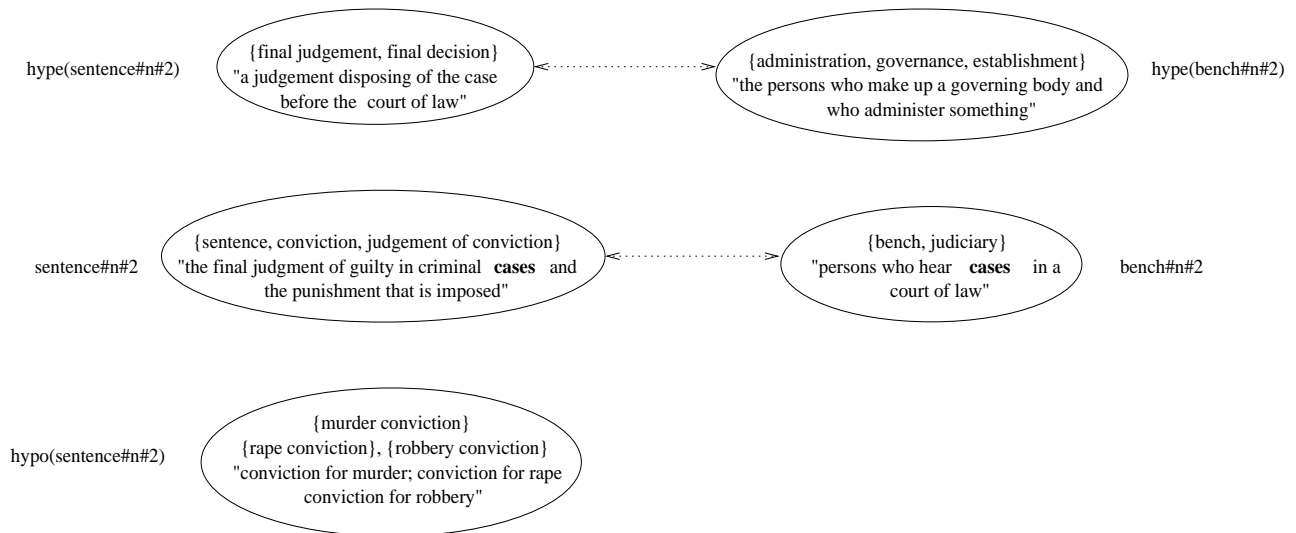 hype(sentence#n#2)
{final judgement, final decision}
"a judgement disposing of the case
before the court of law"
{administration, governance, establishment}
"the persons who make up a governing body and
who administer something"
hype(bench#n#2)
sentence#n#2
{sentence, conviction, judgement of conviction}
"the final judgment of guilty in criminal cases and
the punishment that is imposed"
{bench, judiciary}
"persons who hear cases in a
court of law"
bench#n#2
hypo(sentence#n#2)
{murder conviction}
{rape conviction}, {robbery conviction}
"conviction for murder; conviction for rape
conviction for robbery"